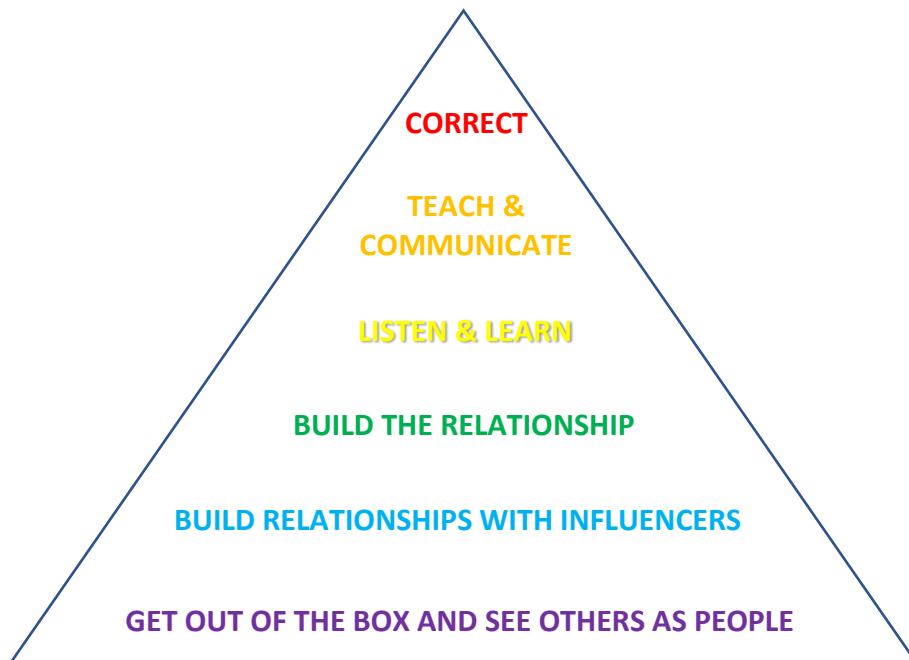 CORRECT
TEACH &
COMMUNICATE
LISTEN & LEARN
BUILD THE RELATIONSHIP
BUILD RELATIONSHIPS WITH INFLUENCERS
GET OUT OF THE BOX AND SEE OTHERS AS PEOPLE